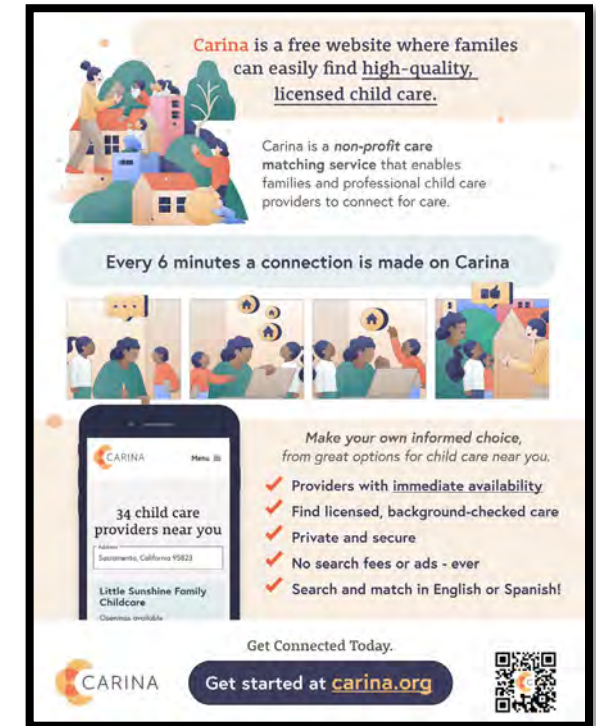 Carina is a free website where familes
can easily find high-quality,
licensed child care.
Carina is a non-profit care
matching service that enables
families and professional child care
providers to connect for care.
Every 6 minutes a connection is made on Carina
CARINA
Menu
34 child care
providers near you
Address
Sacramento, California 95823
Little Sunshine Family
Childcare
Openings available
Make your own informed choice,
from great options for child care near you.
Providers with immediate availability
Find licensed, background-checked care
Private and secure
No search fees or ads - ever
Search and match in English or Spanish!
Get Connected Today.
CARINA
Get started at carina.org